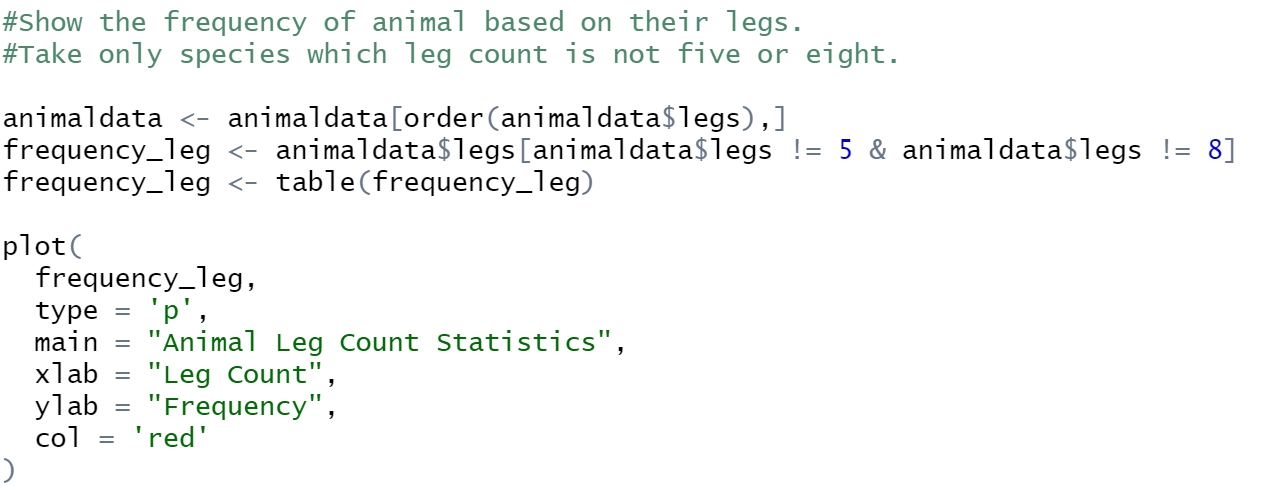 #Show the frequency of animal based on their legs.
#Take only species which leg count is not five or eight.
animaldata <- animaldata[order(animaldata$legs),]
frequency_leg <- animaldata$legs[animaldata$legs != 5 & animaldata$legs != 8]
frequency_leg <- table(frequency_leg)
plot(
  frequency_leg,
  type = 'p',
  main = "Animal Leg Count Statistics",
  xlab = "Leg Count",
  ylab = "Frequency",
  col = 'red'
)